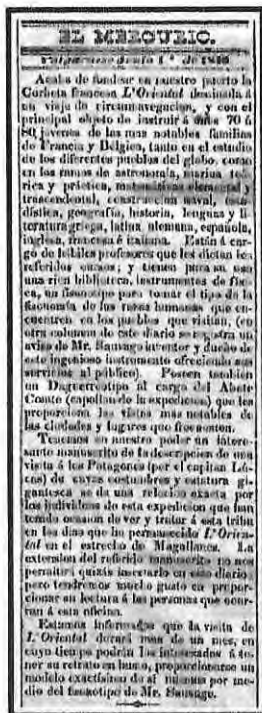 EL MERCURIO.
Valparaiso Junio 1.º de 1840
Acaba de fondear en nuestro puerto la
Corbeta francesa L'Oriental destinada á
un viaje de circumnavegacion, y con el
principal objeto de instruir á unos 70 á
80 jovenes de las mas notables familias
de Francia y Béljica, tanto en el estudio
de los diferentes pueblos del globo, como
en los ramos de astronomía, marina teó-
rica y práctica, matemáticas elemental y
trascendental, construccion naval, esta-
dística, geografía, historia, lenguas y li-
teratura griega, latina alemana, española,
inglesa, francesa é italiana. Están á car-
go de hábiles profesores que les dictan los
referidos cursos; y tienen para su uso
una rica biblioteca, instrumentos de físi-
ca, un fisonotipo para tomar el tipo de la
fisonomía de las razas humanas que en-
cuentren en los pueblos que visitan, (en
otra columna de este diario se registra un
aviso de Mr. Sauvage inventor y dueño de
este ingenioso instrumento ofreciendo sus
servicios al público). Poseen tambien
un Daguerreotipo al cargo del Abate
Comte (capellan de la expedicion) que les
proporciona las vistas mas notables de
las ciudades y lugares que frecuentan.
Tenemos en nuestro poder un intere-
sante manuscrito de la descripcion de una
visita á los Patagones (por el capitan Lú-
cas) de cuyas costumbres y estatura gi-
gantesca se da una relacion exacta por
los individuos de esta expedicion que han
tenido ocasion de ver y tratar á esta tribu
en los dias que ha permanecido L'Orien-
tal en el estrecho de Magallanes. La
extension del referido manuscrito no nos
permitirá quizás insertarlo en este diario,
pero tendremos mucho gusto en propor-
cionar su lectura á las personas que ocur-
ran á esta oficina.
Estamos informados que la visita de
L'Oriental durará mas de un mes, en
cuyo tiempo podrán los interesados á te-
ner su retrato en busto, proporcionarse un
modelo exactísimo de sí mismos por me-
dio del fisonotipo de Mr. Sauvage.